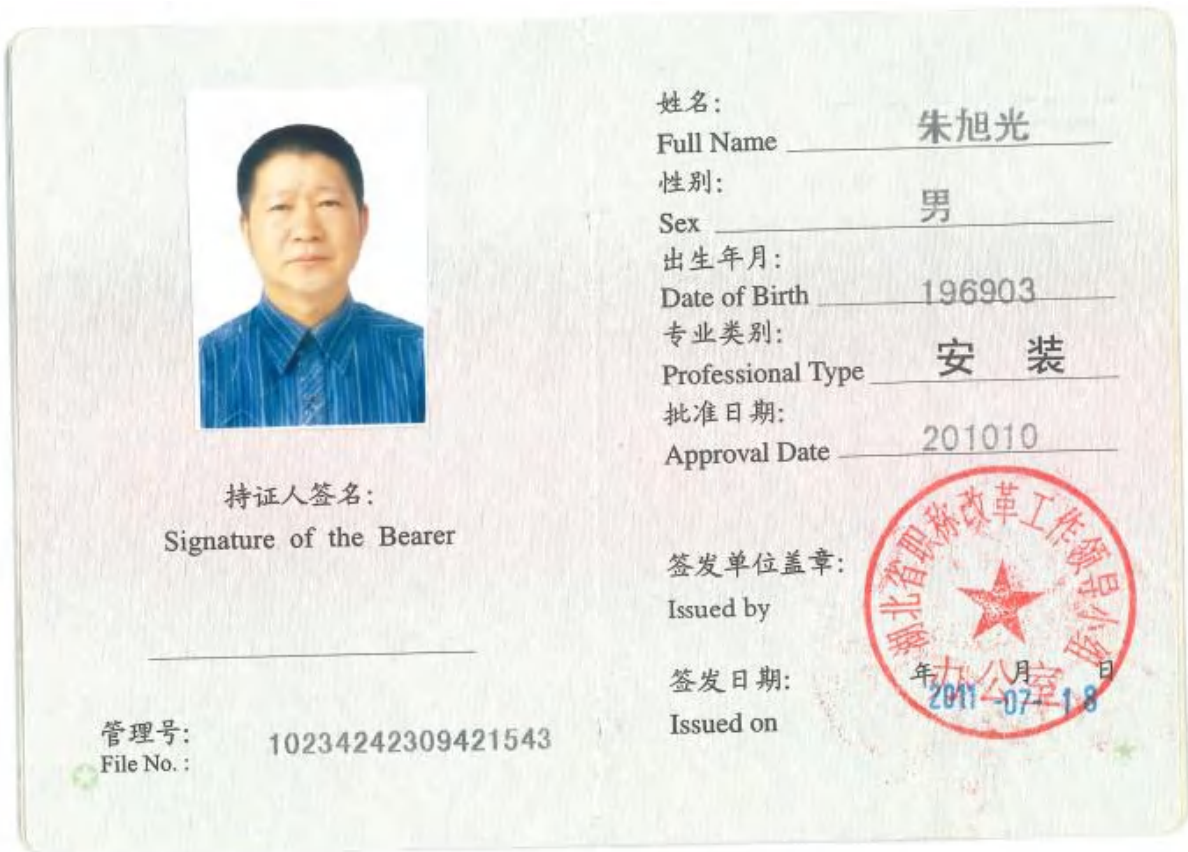 持证人签名:
Signature of the Bearer
管理号:
File No. :
10234242309421543
姓名:
Full Name
朱旭光
性别:
Sex
男
出生年月:
Date of Birth
196903
专业类别:
Professional Type
安 装
批准日期:
Approval Date
201010
签发单位盖章:
Issued by
湖北省职称改革工作领导小组
办公室
签发日期:
年 月 日
2011 -07- 18
Issued on